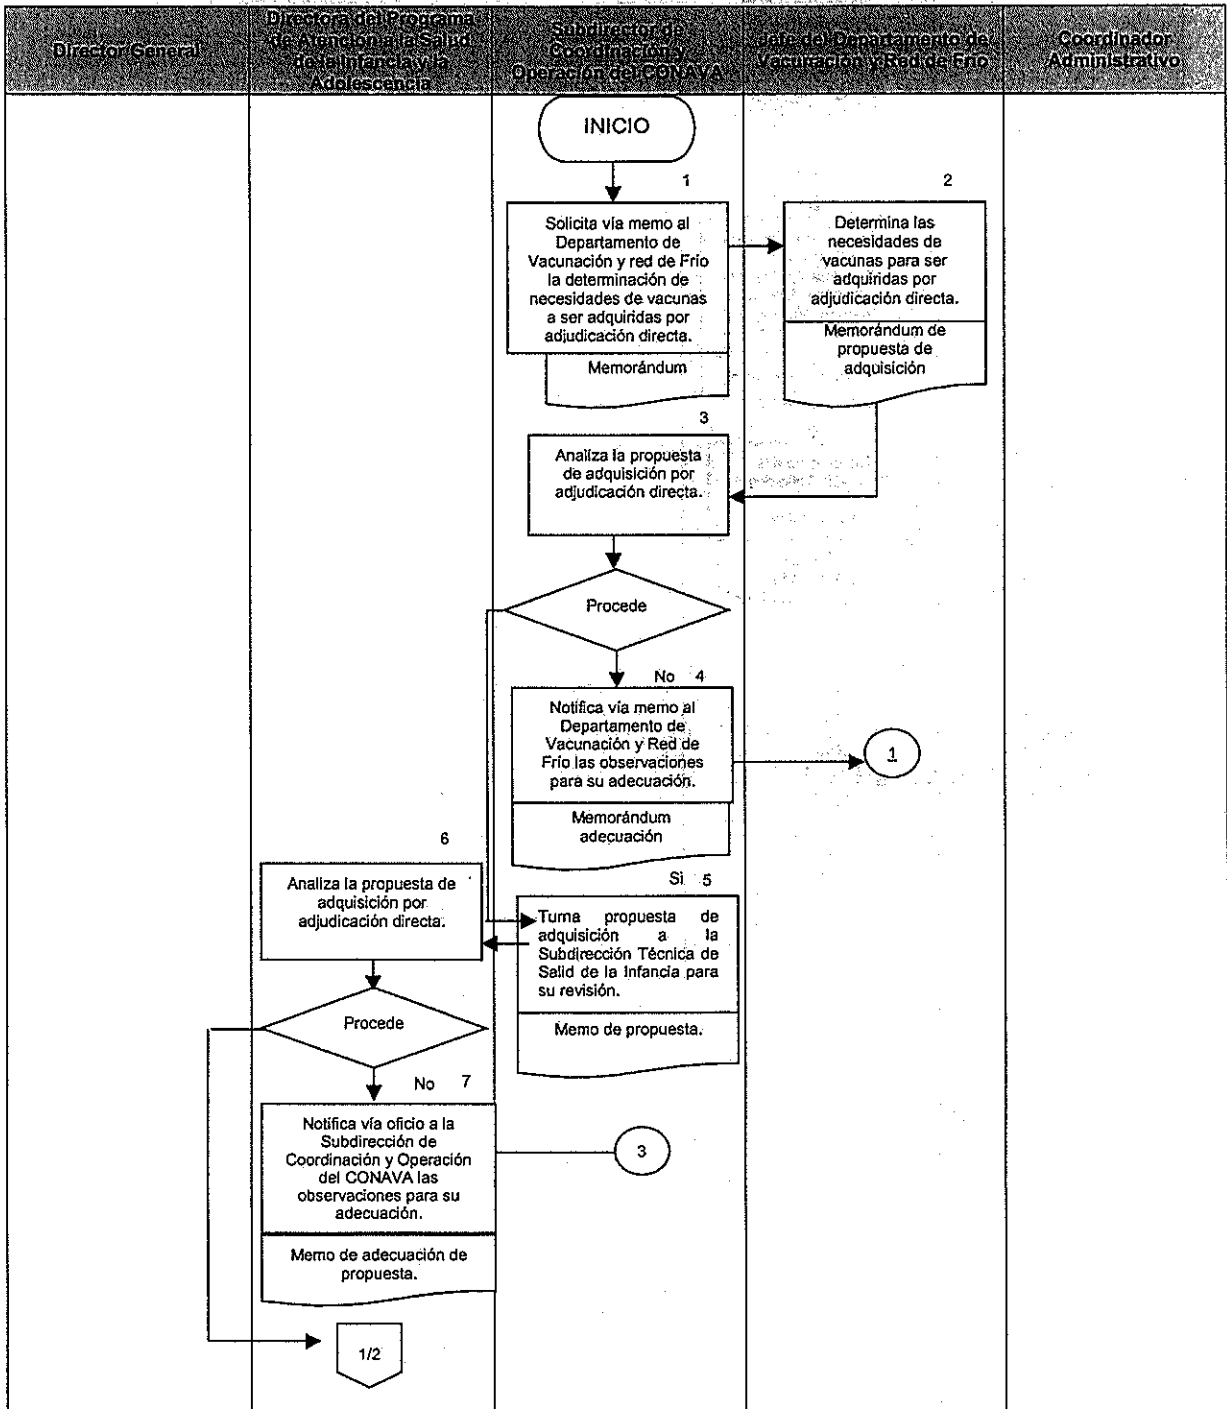 Director General
Directora del Programa
de Atención a la Salud
de la Infancia y la
Adolescencia
Subdirector de
Coordinación y
Operación del CONAVA
Jefe del Departamento de
Vacunación y Red de Frío
Coordinador
Administrativo
INICIO
1
Solicita vía memo al
Departamento de
Vacunación y red de Frío
la determinación de
necesidades de vacunas
a ser adquiridas por
adjudicación directa.
Memorándum
2
Determina las
necesidades de
vacunas para ser
adquiridas por
adjudicación directa.
Memorándum de
propuesta de
adquisición
3
Analiza la propuesta
de adquisición por
adjudicación directa.
Procede
No 4
Notifica vía memo al
Departamento de
Vacunación y Red de
Frío las observaciones
para su adecuación.
Memorándum
adecuación
1
Sì 5
Turna propuesta de
adquisición a la
Subdirección Técnica de
Salid de la Infancia para
su revisión.
Memo de propuesta.
6
Analiza la propuesta de
adquisición por
adjudicación directa.
Procede
No 7
Notifica vía oficio a la
Subdirección de
Coordinación y Operación
del CONAVA las
observaciones para su
adecuación.
Memo de adecuación de
propuesta.
3
1/2